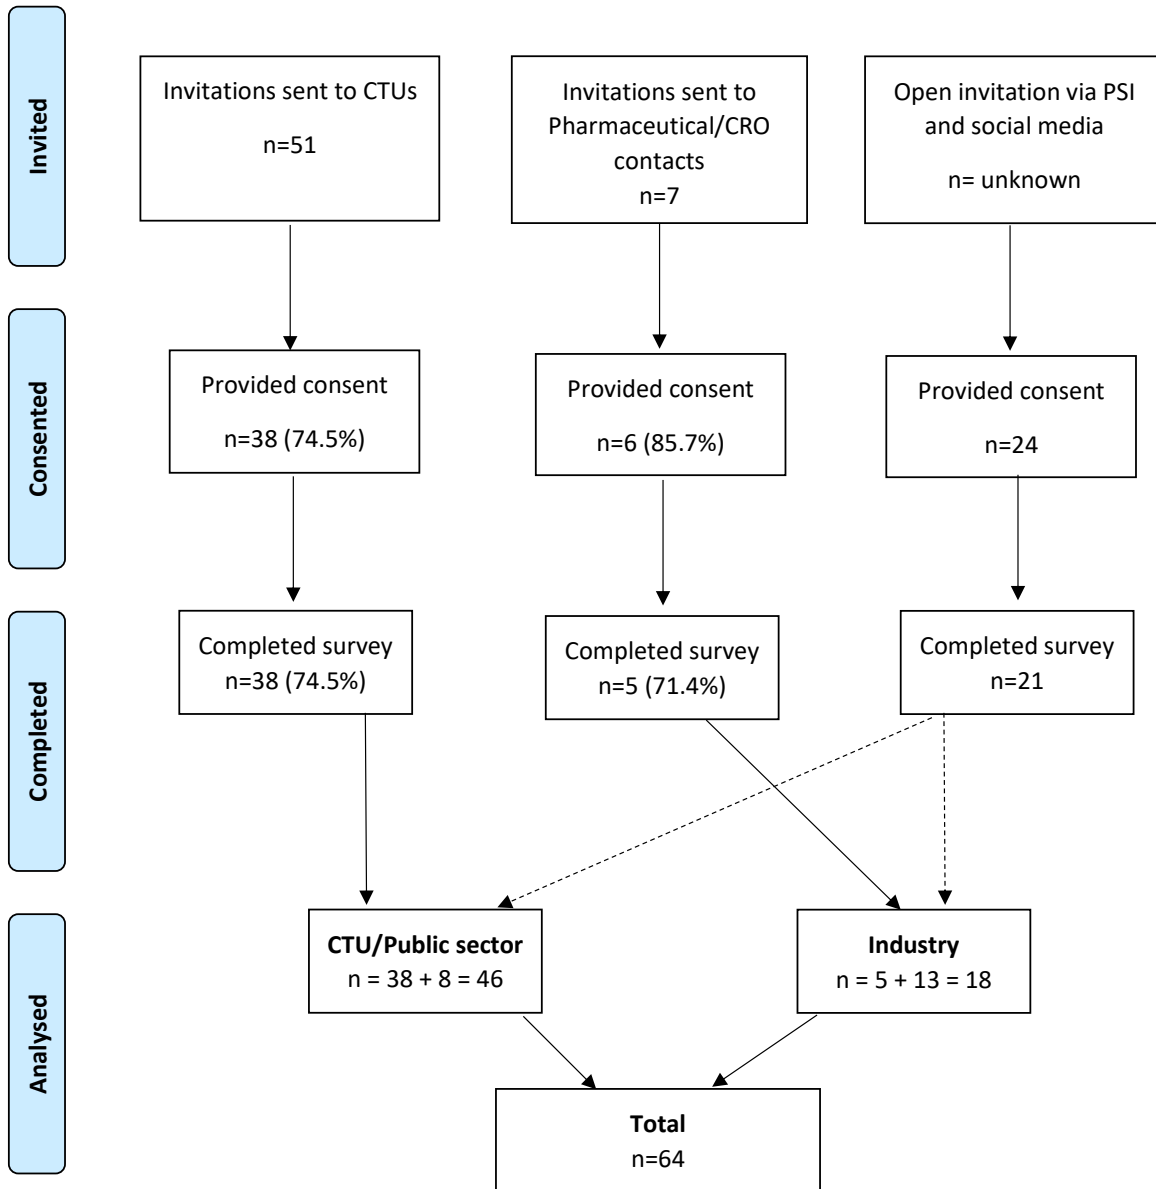 Invited
Invitations sent to CTUs
n=51
Invitations sent to
Pharmaceutical/CRO
contacts
n=7
Open invitation via PSI
and social media
n= unknown
Consented
Provided consent
n=38 (74.5%)
Provided consent
n=6 (85.7%)
Provided consent
n=24
Completed
Completed survey
n=38 (74.5%)
Completed survey
n=5 (71.4%)
Completed survey
n=21
Analysed
CTU/Public sector
n = 38 + 8 = 46
Industry
n = 5 + 13 = 18
Total
n=64